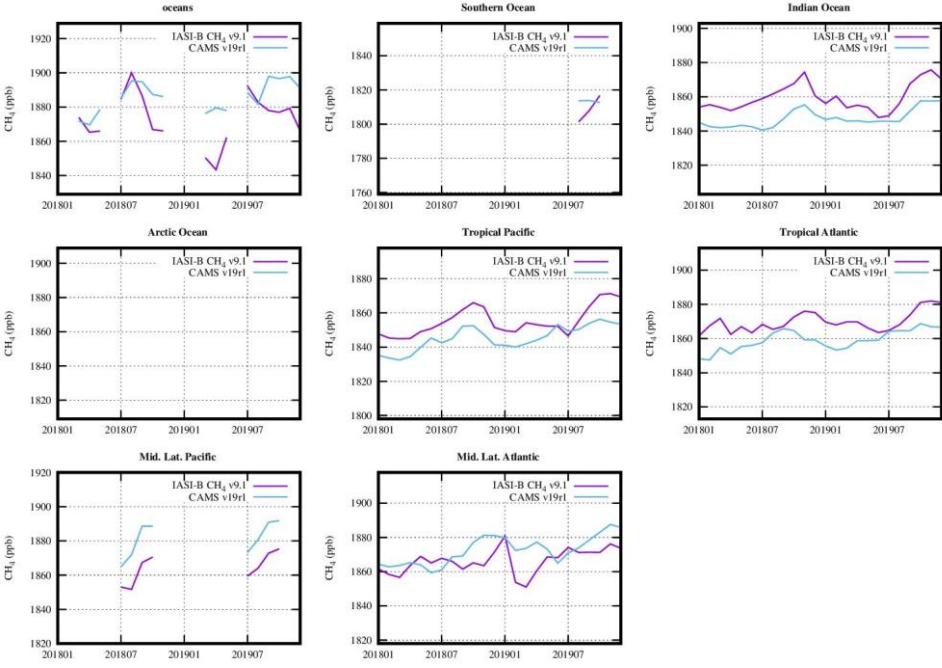 oceans
IASI-B CH4 v9.1
CAMS v19r1
CH4 (ppb)
1920
1900
1880
1860
1840
201801 201807 201901 201907
Southern Ocean
IASI-B CH4 v9.1
CAMS v19r1
CH4 (ppb)
1840
1820
1800
1780
1760
201801 201807 201901 201907
Indian Ocean
IASI-B CH4 v9.1
CAMS v19r1
CH4 (ppb)
1900
1880
1860
1840
1820
201801 201807 201901 201907
Arctic Ocean
IASI-B CH4 v9.1
CAMS v19r1
CH4 (ppb)
1900
1880
1860
1840
1820
201801 201807 201901 201907
Tropical Pacific
IASI-B CH4 v9.1
CAMS v19r1
CH4 (ppb)
1880
1860
1840
1820
1800
201801 201807 201901 201907
Tropical Atlantic
IASI-B CH4 v9.1
CAMS v19r1
CH4 (ppb)
1900
1880
1860
1840
1820
201801 201807 201901 201907
Mid. Lat. Pacific
IASI-B CH4 v9.1
CAMS v19r1
CH4 (ppb)
1920
1900
1880
1860
1840
1820
201801 201807 201901 201907
Mid. Lat. Atlantic
IASI-B CH4 v9.1
CAMS v19r1
CH4 (ppb)
1900
1880
1860
1840
1820
201801 201807 201901 201907